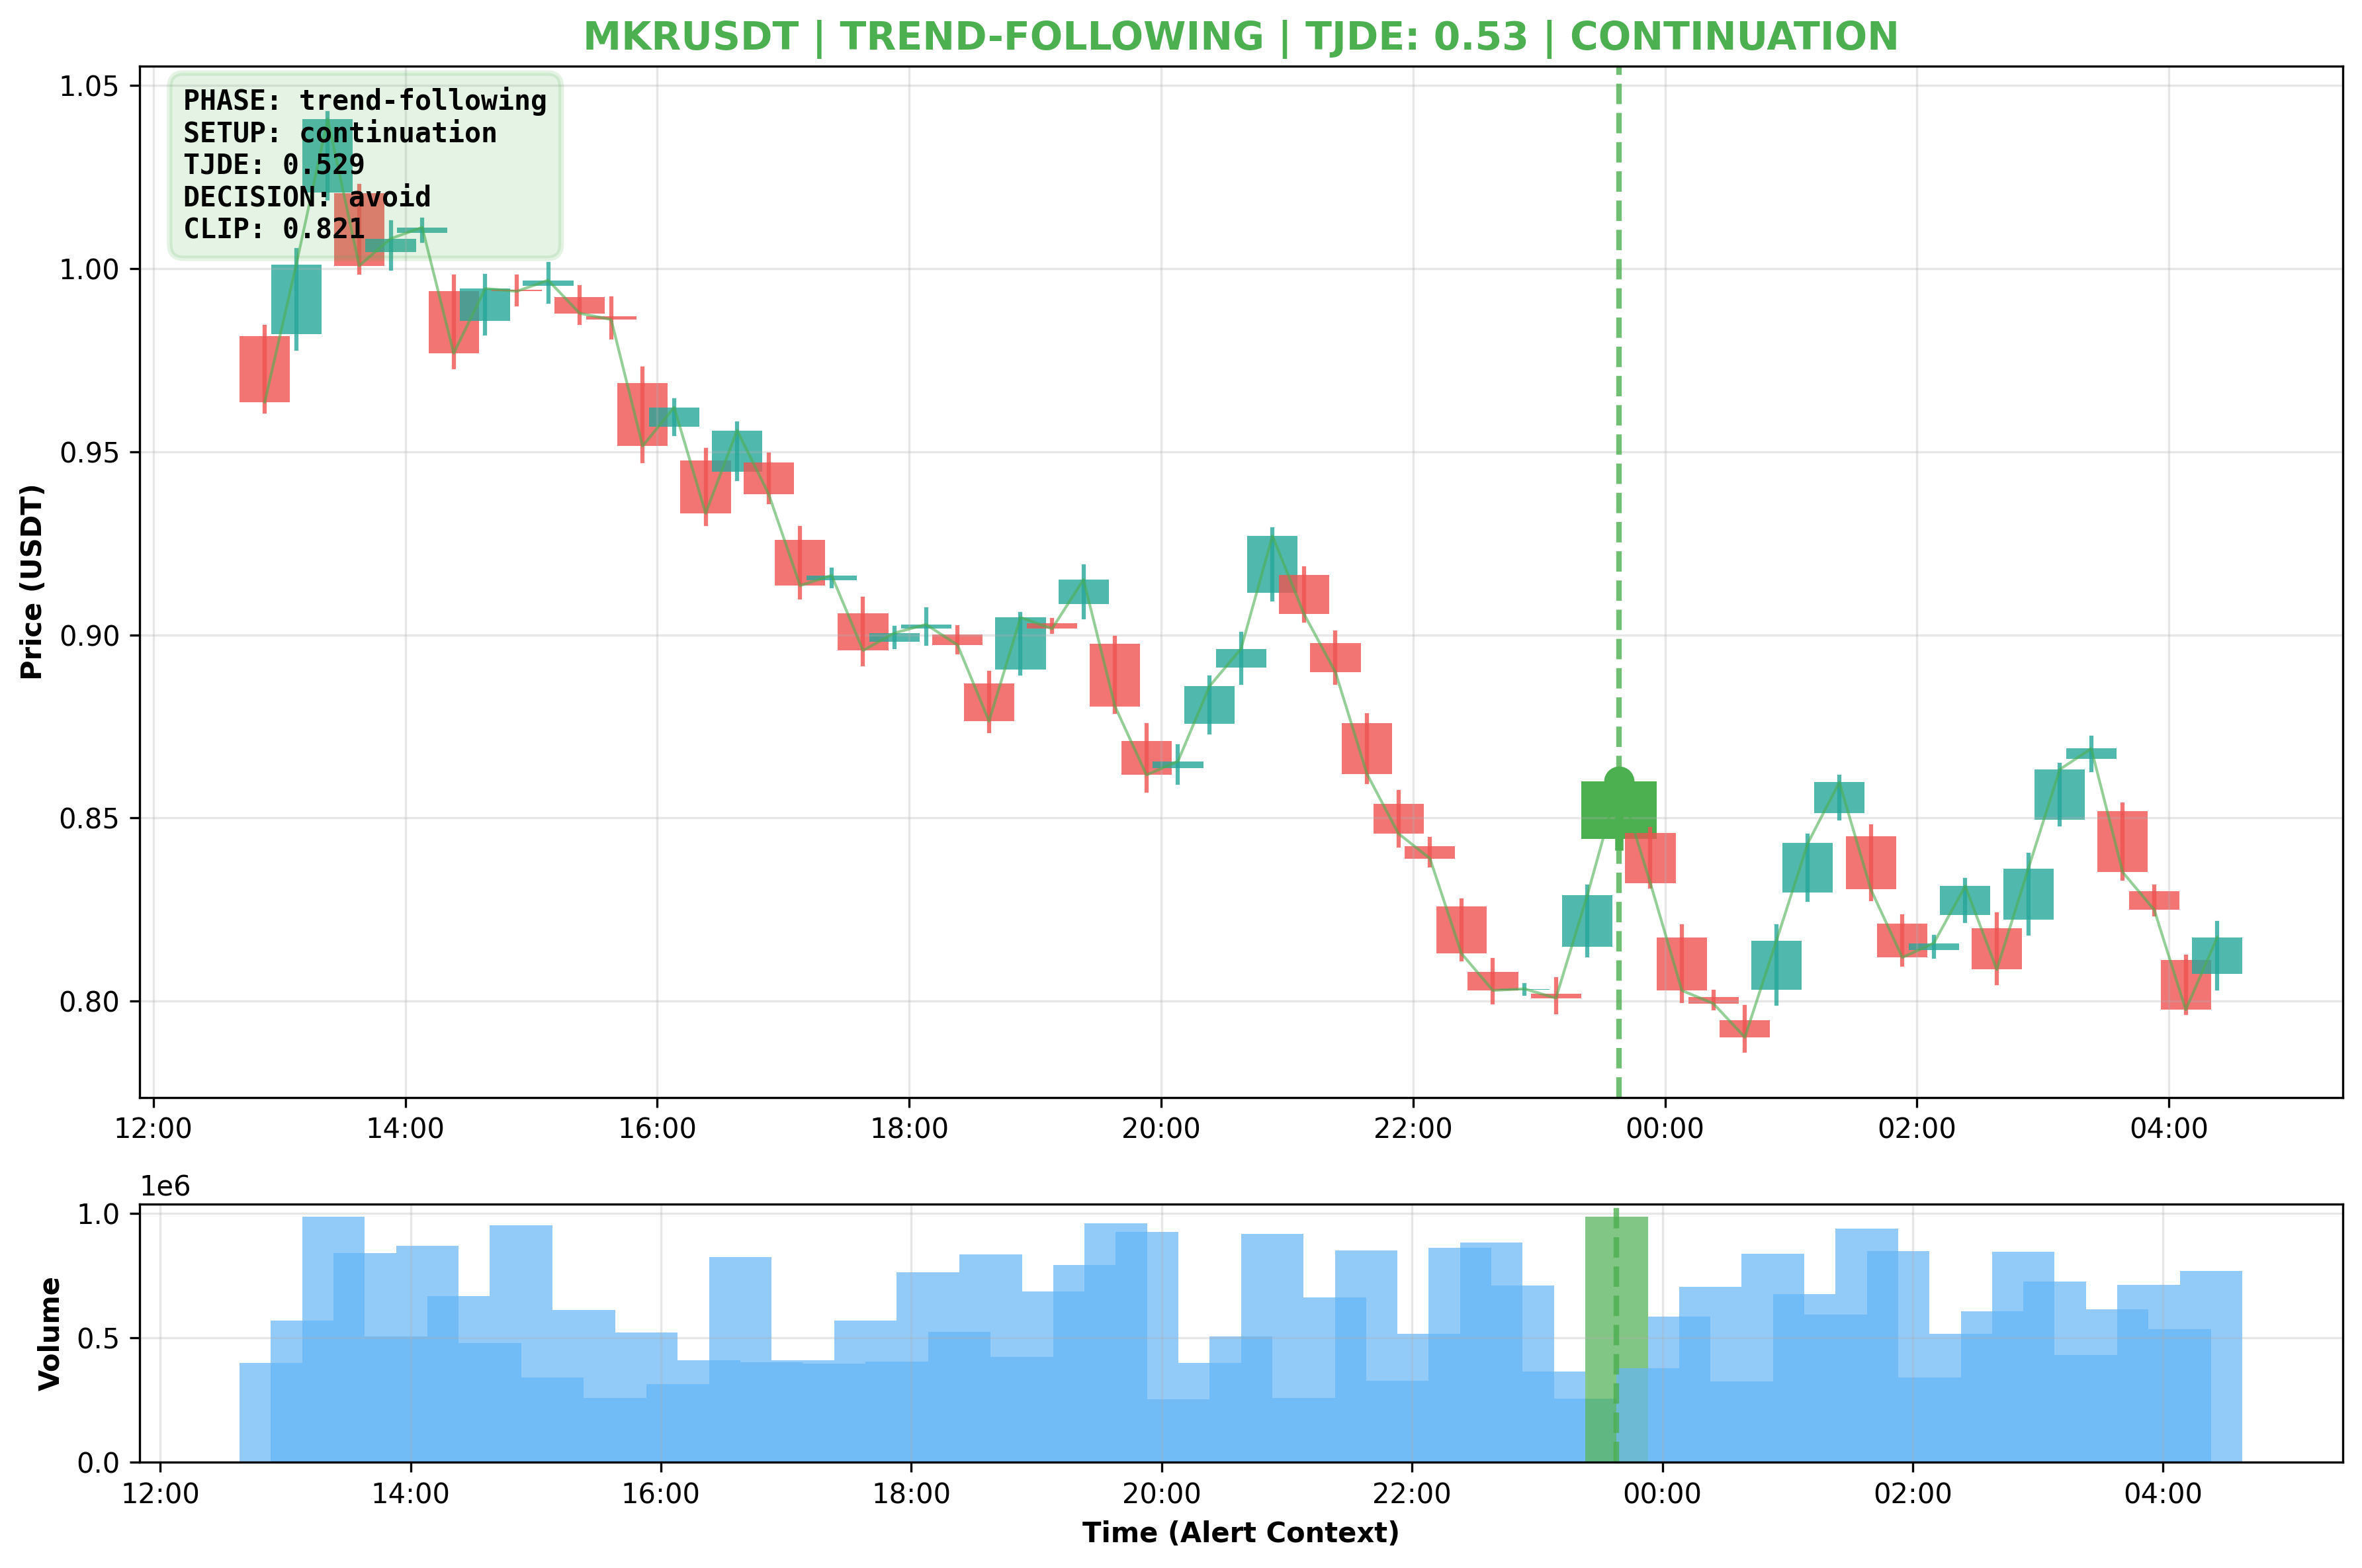 MKRUSDT | TREND-FOLLOWING | TJDE: 0.53 | CONTINUATION
PHASE: trend-following
SETUP: continuation
TJDE: 0.529
DECISION: avoid
CLIP: 0.821
Price (USDT)
1.05
1.00
0.95
0.90
0.85
0.80
12:00 14:00 16:00 18:00 20:00 22:00 00:00 02:00 04:00
1e6
Volume
1.0
0.5
0.0
12:00 14:00 16:00 18:00 20:00 22:00 00:00 02:00 04:00
Time (Alert Context)